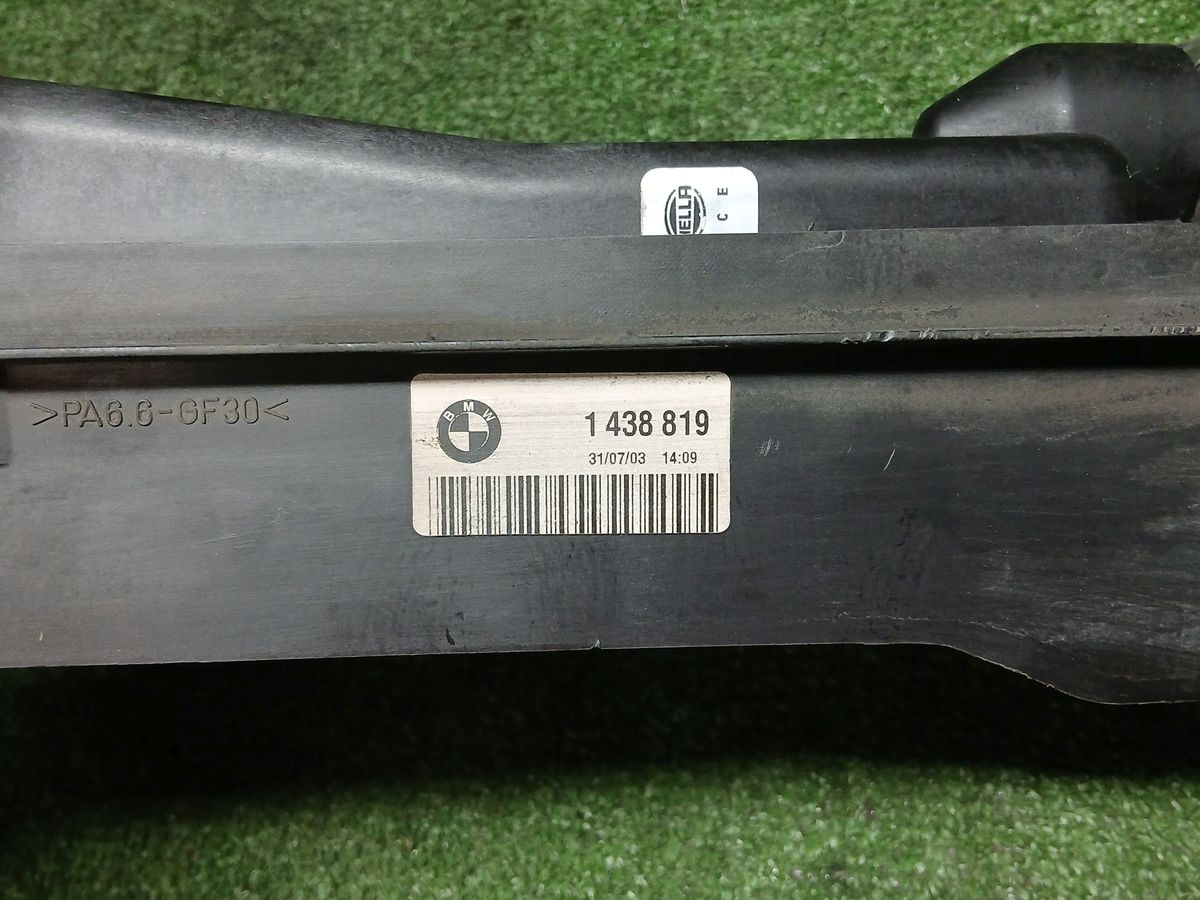 HELLA
C E
>PA6.6-GF30<
BMW
1 438 819
31/07/03 14:09